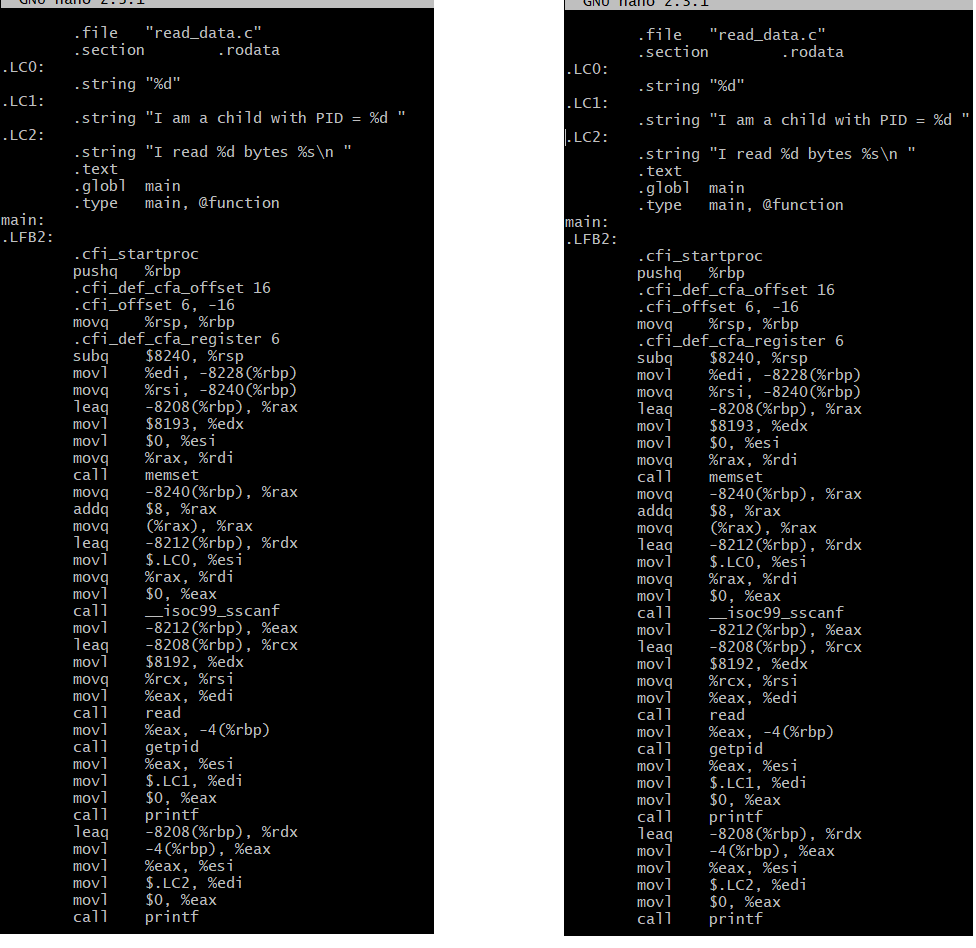 GNU nano 2.3.1
.file "read_data.c"
.section .rodata
.LC0:
.string "%d"
.LC1:
.string "I am a child with PID = %d "
.LC2:
.string "I read %d bytes %s\n "
.text
.globl main
.type main, @function
main:
.LFB2:
.cfi_startproc
pushq %rbp
.cfi_def_cfa_offset 16
.cfi_offset 6, -16
movq %rsp, %rbp
.cfi_def_cfa_register 6
subq $8240, %rsp
movl %edi, -8228(%rbp)
movq %rsi, -8240(%rbp)
leaq -8208(%rbp), %rax
movl $8193, %edx
movl $0, %esi
movq %rax, %rdi
call memset
movq -8240(%rbp), %rax
addq $8, %rax
movq (%rax), %rax
leaq -8212(%rbp), %rdx
movl $.LC0, %esi
movq %rax, %rdi
movl $0, %eax
call __isoc99_sscanf
movl -8212(%rbp), %eax
leaq -8208(%rbp), %rcx
movl $8192, %edx
movq %rcx, %rsi
movl %eax, %edi
call read
movl %eax, -4(%rbp)
call getpid
movl %eax, %esi
movl $.LC1, %edi
movl $0, %eax
call printf
leaq -8208(%rbp), %rdx
movl -4(%rbp), %eax
movl %eax, %esi
movl $.LC2, %edi
movl $0, %eax
call printf
GNU nano 2.3.1
.file "read_data.c"
.section .rodata
.LC0:
.string "%d"
.LC1:
.string "I am a child with PID = %d "
.LC2:
.string "I read %d bytes %s\n "
.text
.globl main
.type main, @function
main:
.LFB2:
.cfi_startproc
pushq %rbp
.cfi_def_cfa_offset 16
.cfi_offset 6, -16
movq %rsp, %rbp
.cfi_def_cfa_register 6
subq $8240, %rsp
movl %edi, -8228(%rbp)
movq %rsi, -8240(%rbp)
leaq -8208(%rbp), %rax
movl $8193, %edx
movl $0, %esi
movq %rax, %rdi
call memset
movq -8240(%rbp), %rax
addq $8, %rax
movq (%rax), %rax
leaq -8212(%rbp), %rdx
movl $.LC0, %esi
movq %rax, %rdi
movl $0, %eax
call __isoc99_sscanf
movl -8212(%rbp), %eax
leaq -8208(%rbp), %rcx
movl $8192, %edx
movq %rcx, %rsi
movl %eax, %edi
call read
movl %eax, -4(%rbp)
call getpid
movl %eax, %esi
movl $.LC1, %edi
movl $0, %eax
call printf
leaq -8208(%rbp), %rdx
movl -4(%rbp), %eax
movl %eax, %esi
movl $.LC2, %edi
movl $0, %eax
call printf